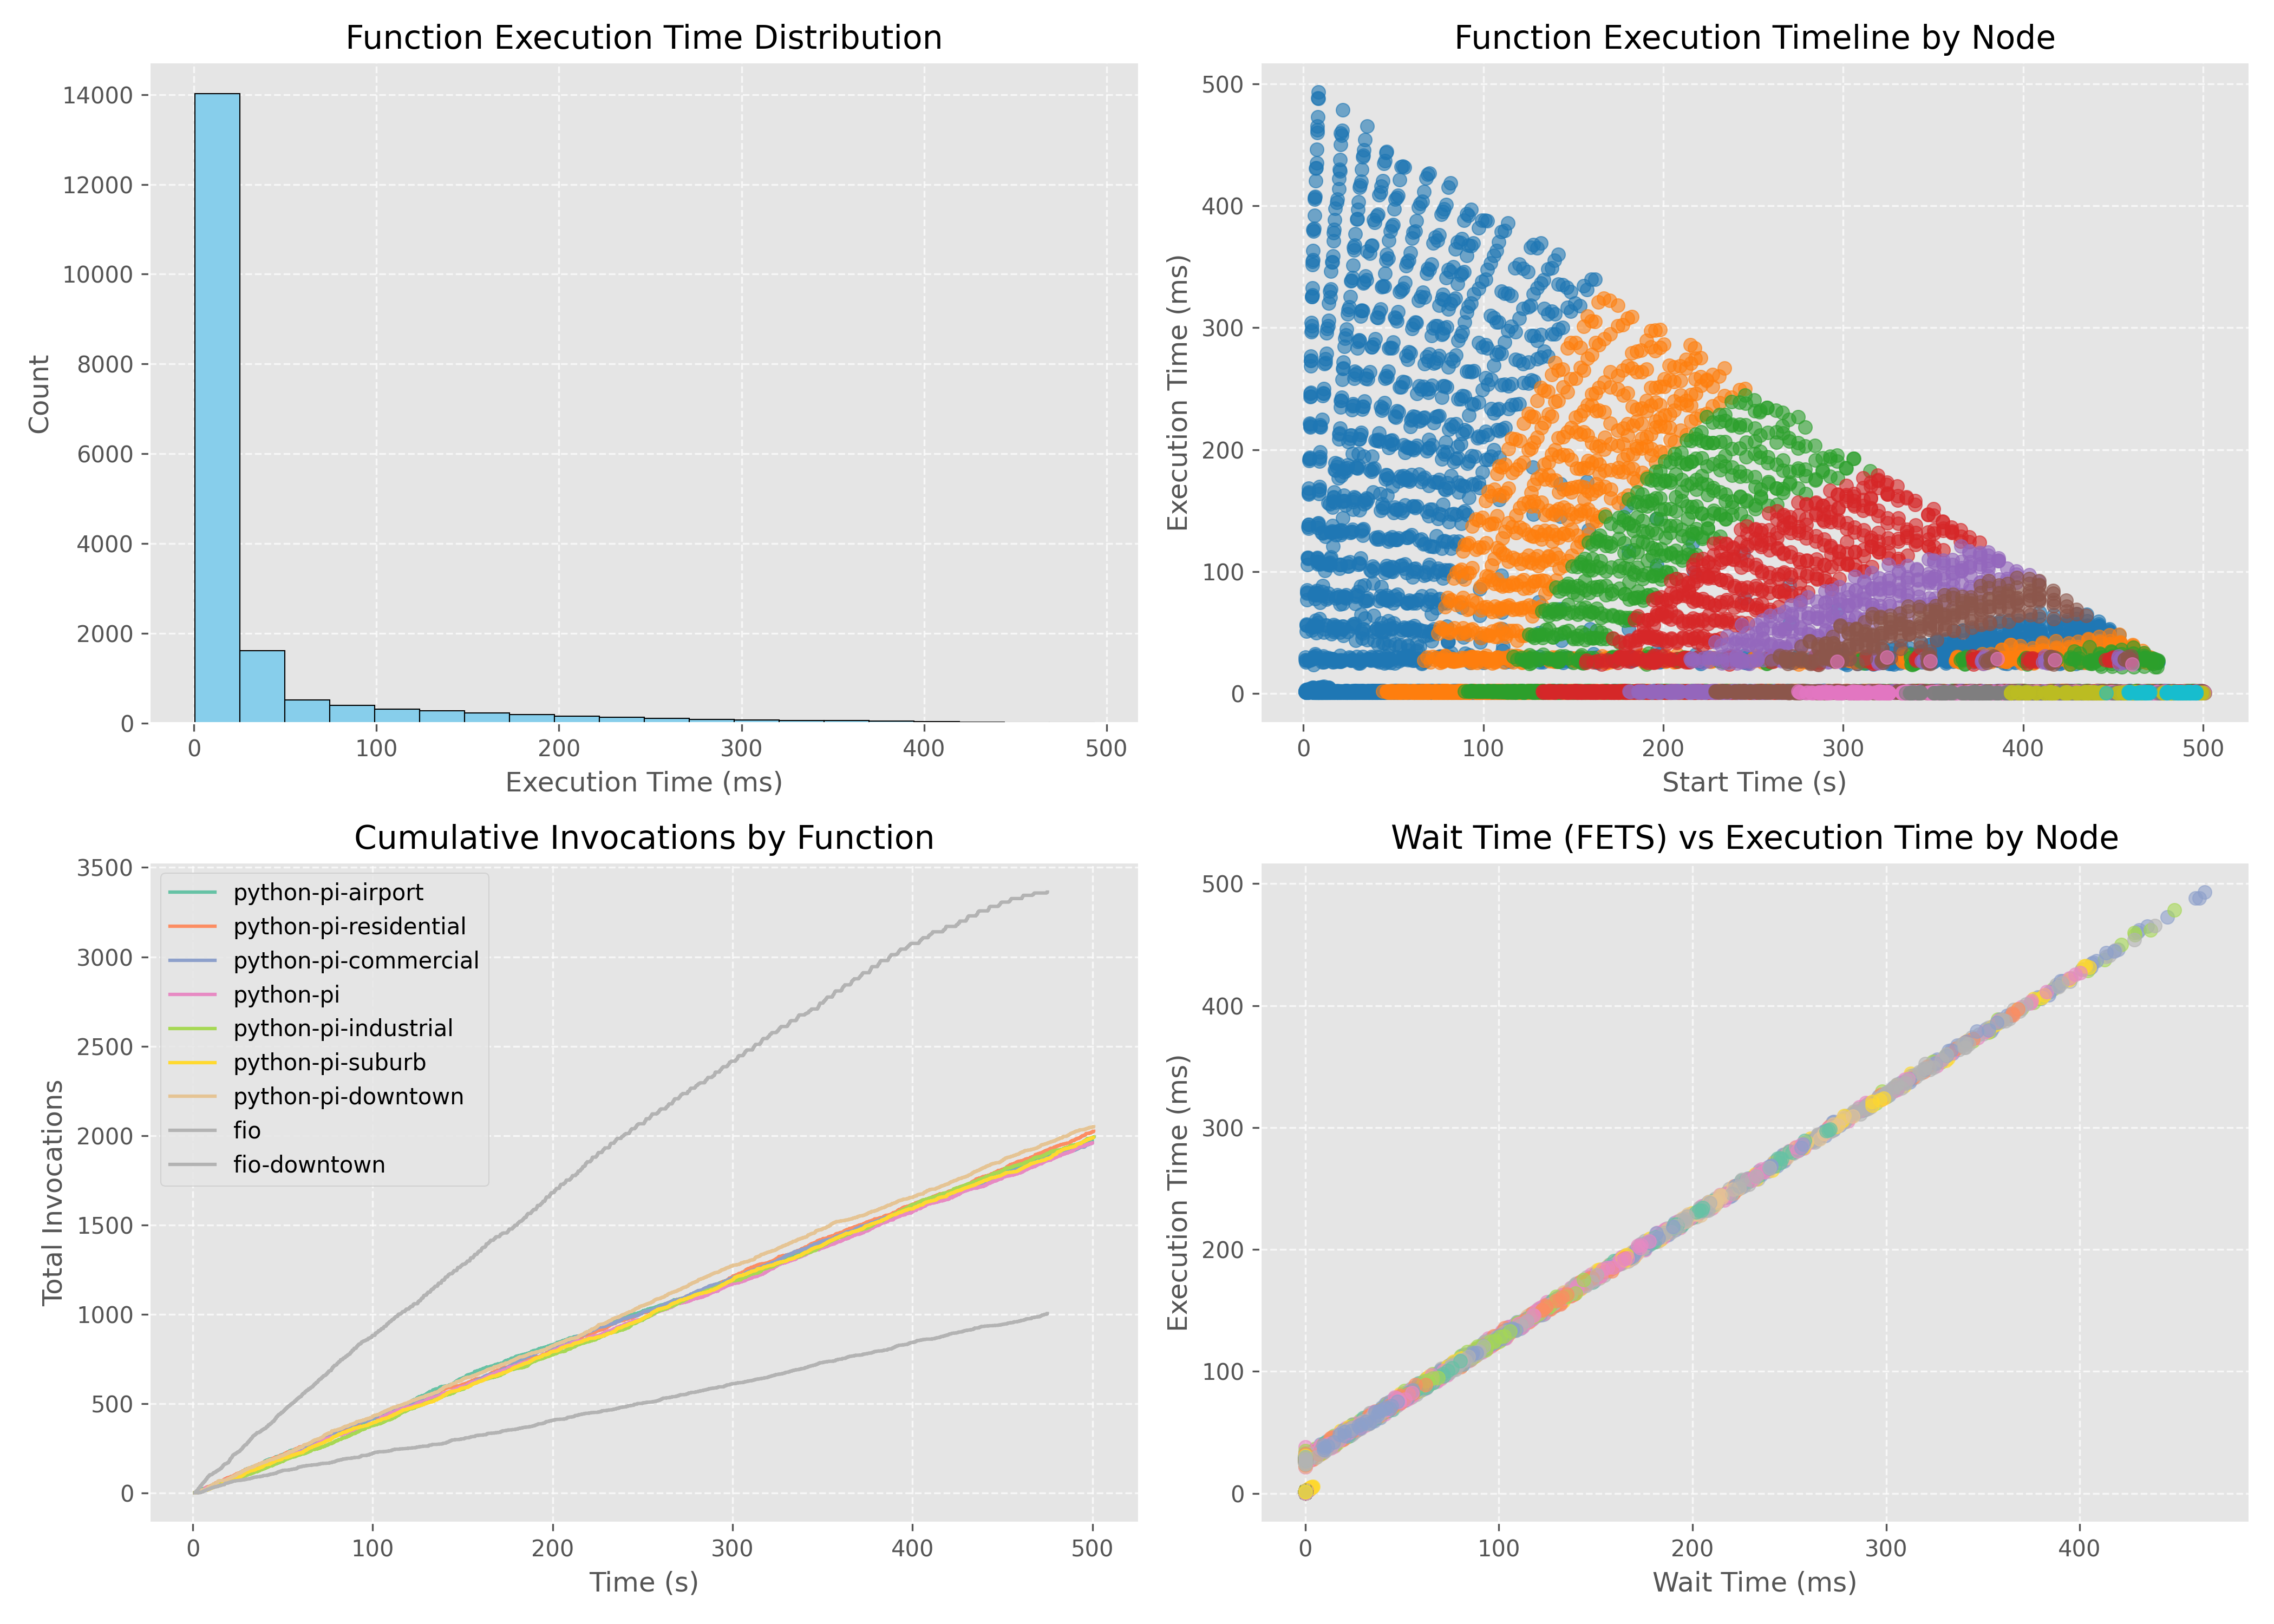 Function Execution Time Distribution
14000
12000
10000
8000
6000
4000
2000
0
Count
0 100 200 300 400 500
Execution Time (ms)
Function Execution Timeline by Node
500
400
300
200
100
0
Execution Time (ms)
0 100 200 300 400 500
Start Time (s)
Cumulative Invocations by Function
3500
3000
2500
2000
1500
1000
500
0
Total Invocations
python-pi-airport
python-pi-residential
python-pi-commercial
python-pi
python-pi-industrial
python-pi-suburb
python-pi-downtown
fio
fio-downtown
0 100 200 300 400 500
Time (s)
Wait Time (FETS) vs Execution Time by Node
500
400
300
200
100
0
Execution Time (ms)
0 100 200 300 400
Wait Time (ms)